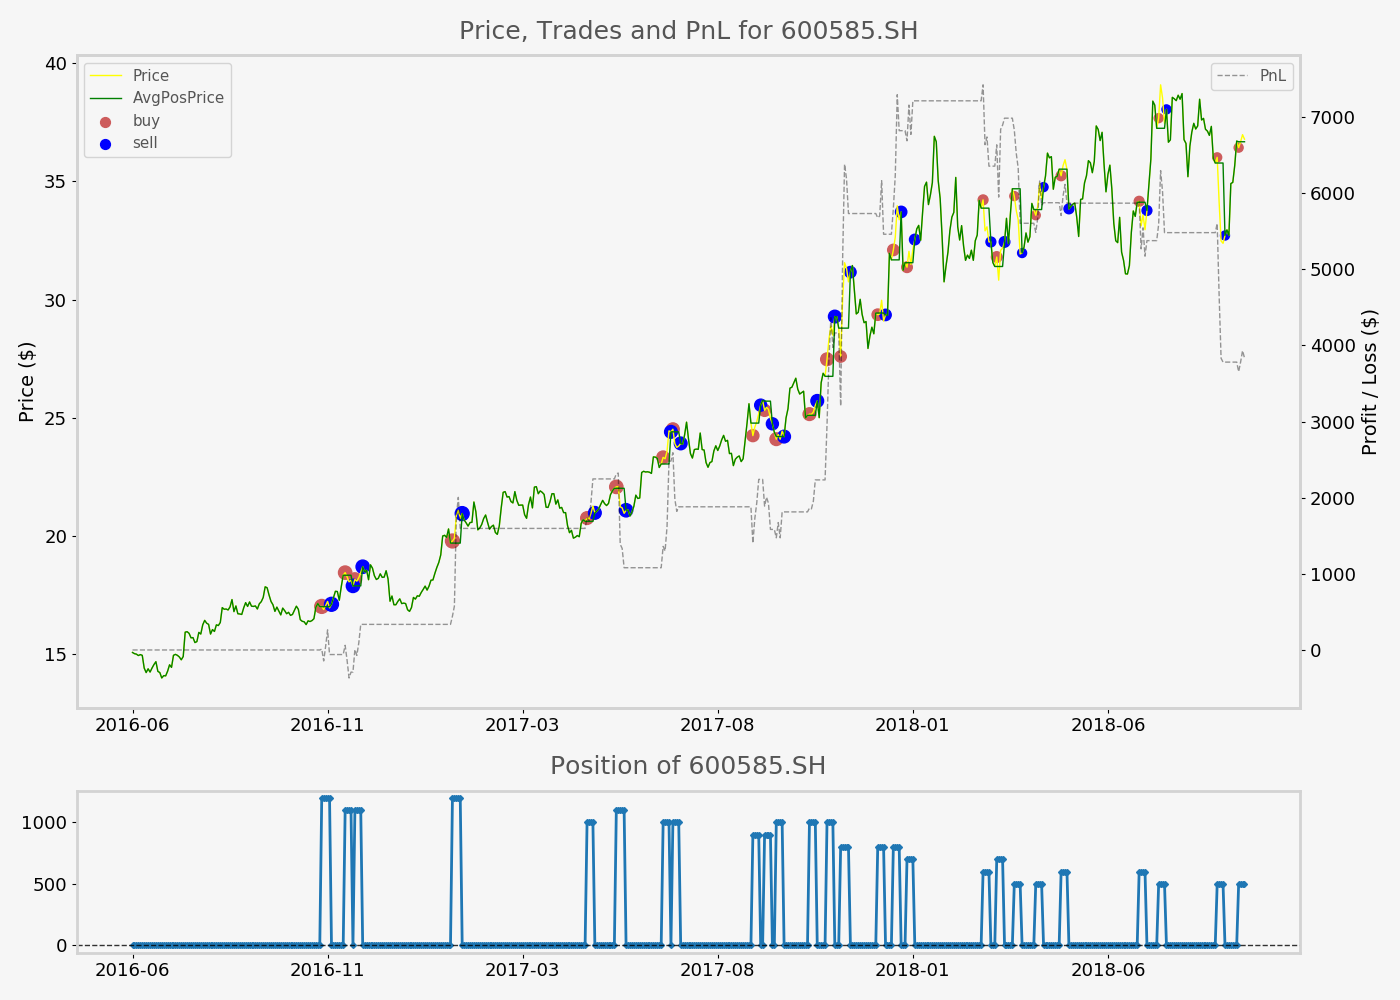 Price, Trades and PnL for 600585.SH
Price
AvgPosPrice
buy
sell
PnL
40
35
30
25
20
15
Price ($)
7000
6000
5000
4000
3000
2000
1000
0
Profit / Loss ($)
2016-06 2016-11 2017-03 2017-08 2018-01 2018-06
Position of 600585.SH
1000
500
0
2016-06 2016-11 2017-03 2017-08 2018-01 2018-06